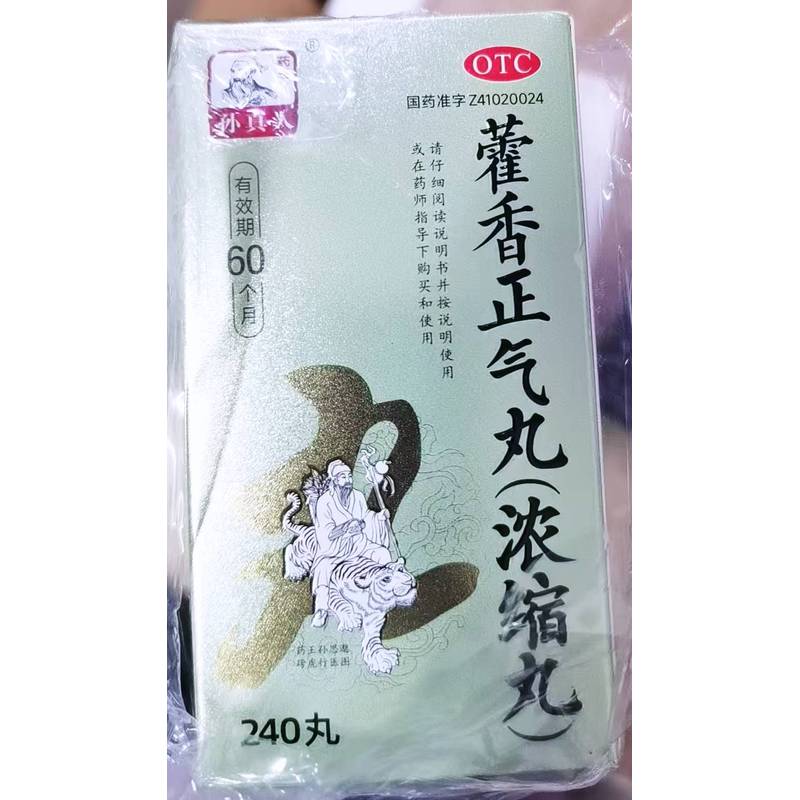 药
孙真人
®
OTC
国药准字Z41020024
藿香正气丸(浓缩丸)
请仔细阅读说明书并按说明使用
或在药师指导下购买和使用
有效期
60
个月
药王孙思邈
跨虎行医图
240丸